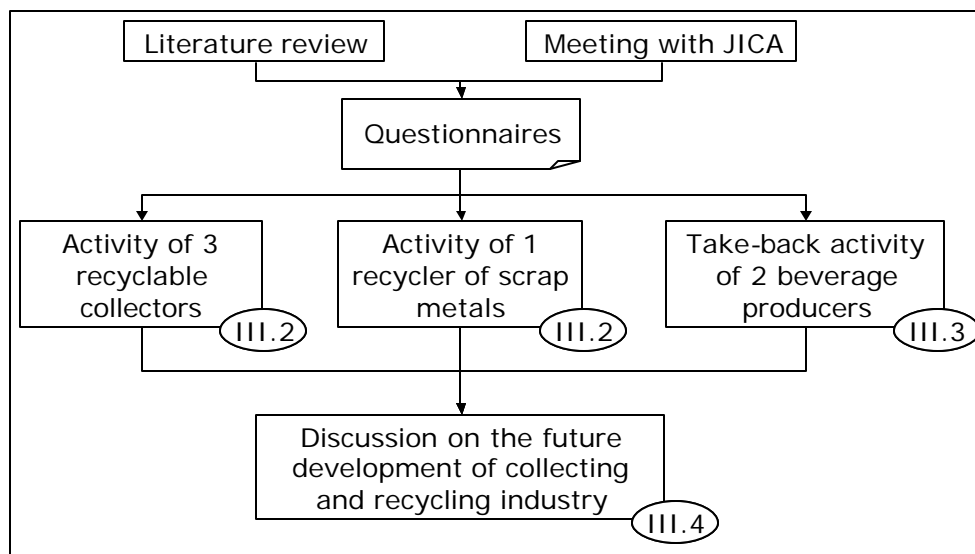 Literature review
Meeting with JICA
Questionnaires
Activity of 3
recyclable
collectors
III.2
Activity of 1
recycler of scrap
metals
III.2
Take-back activity
of 2 beverage
producers
III.3
Discussion on the future
development of collecting
and recycling industry
III.4